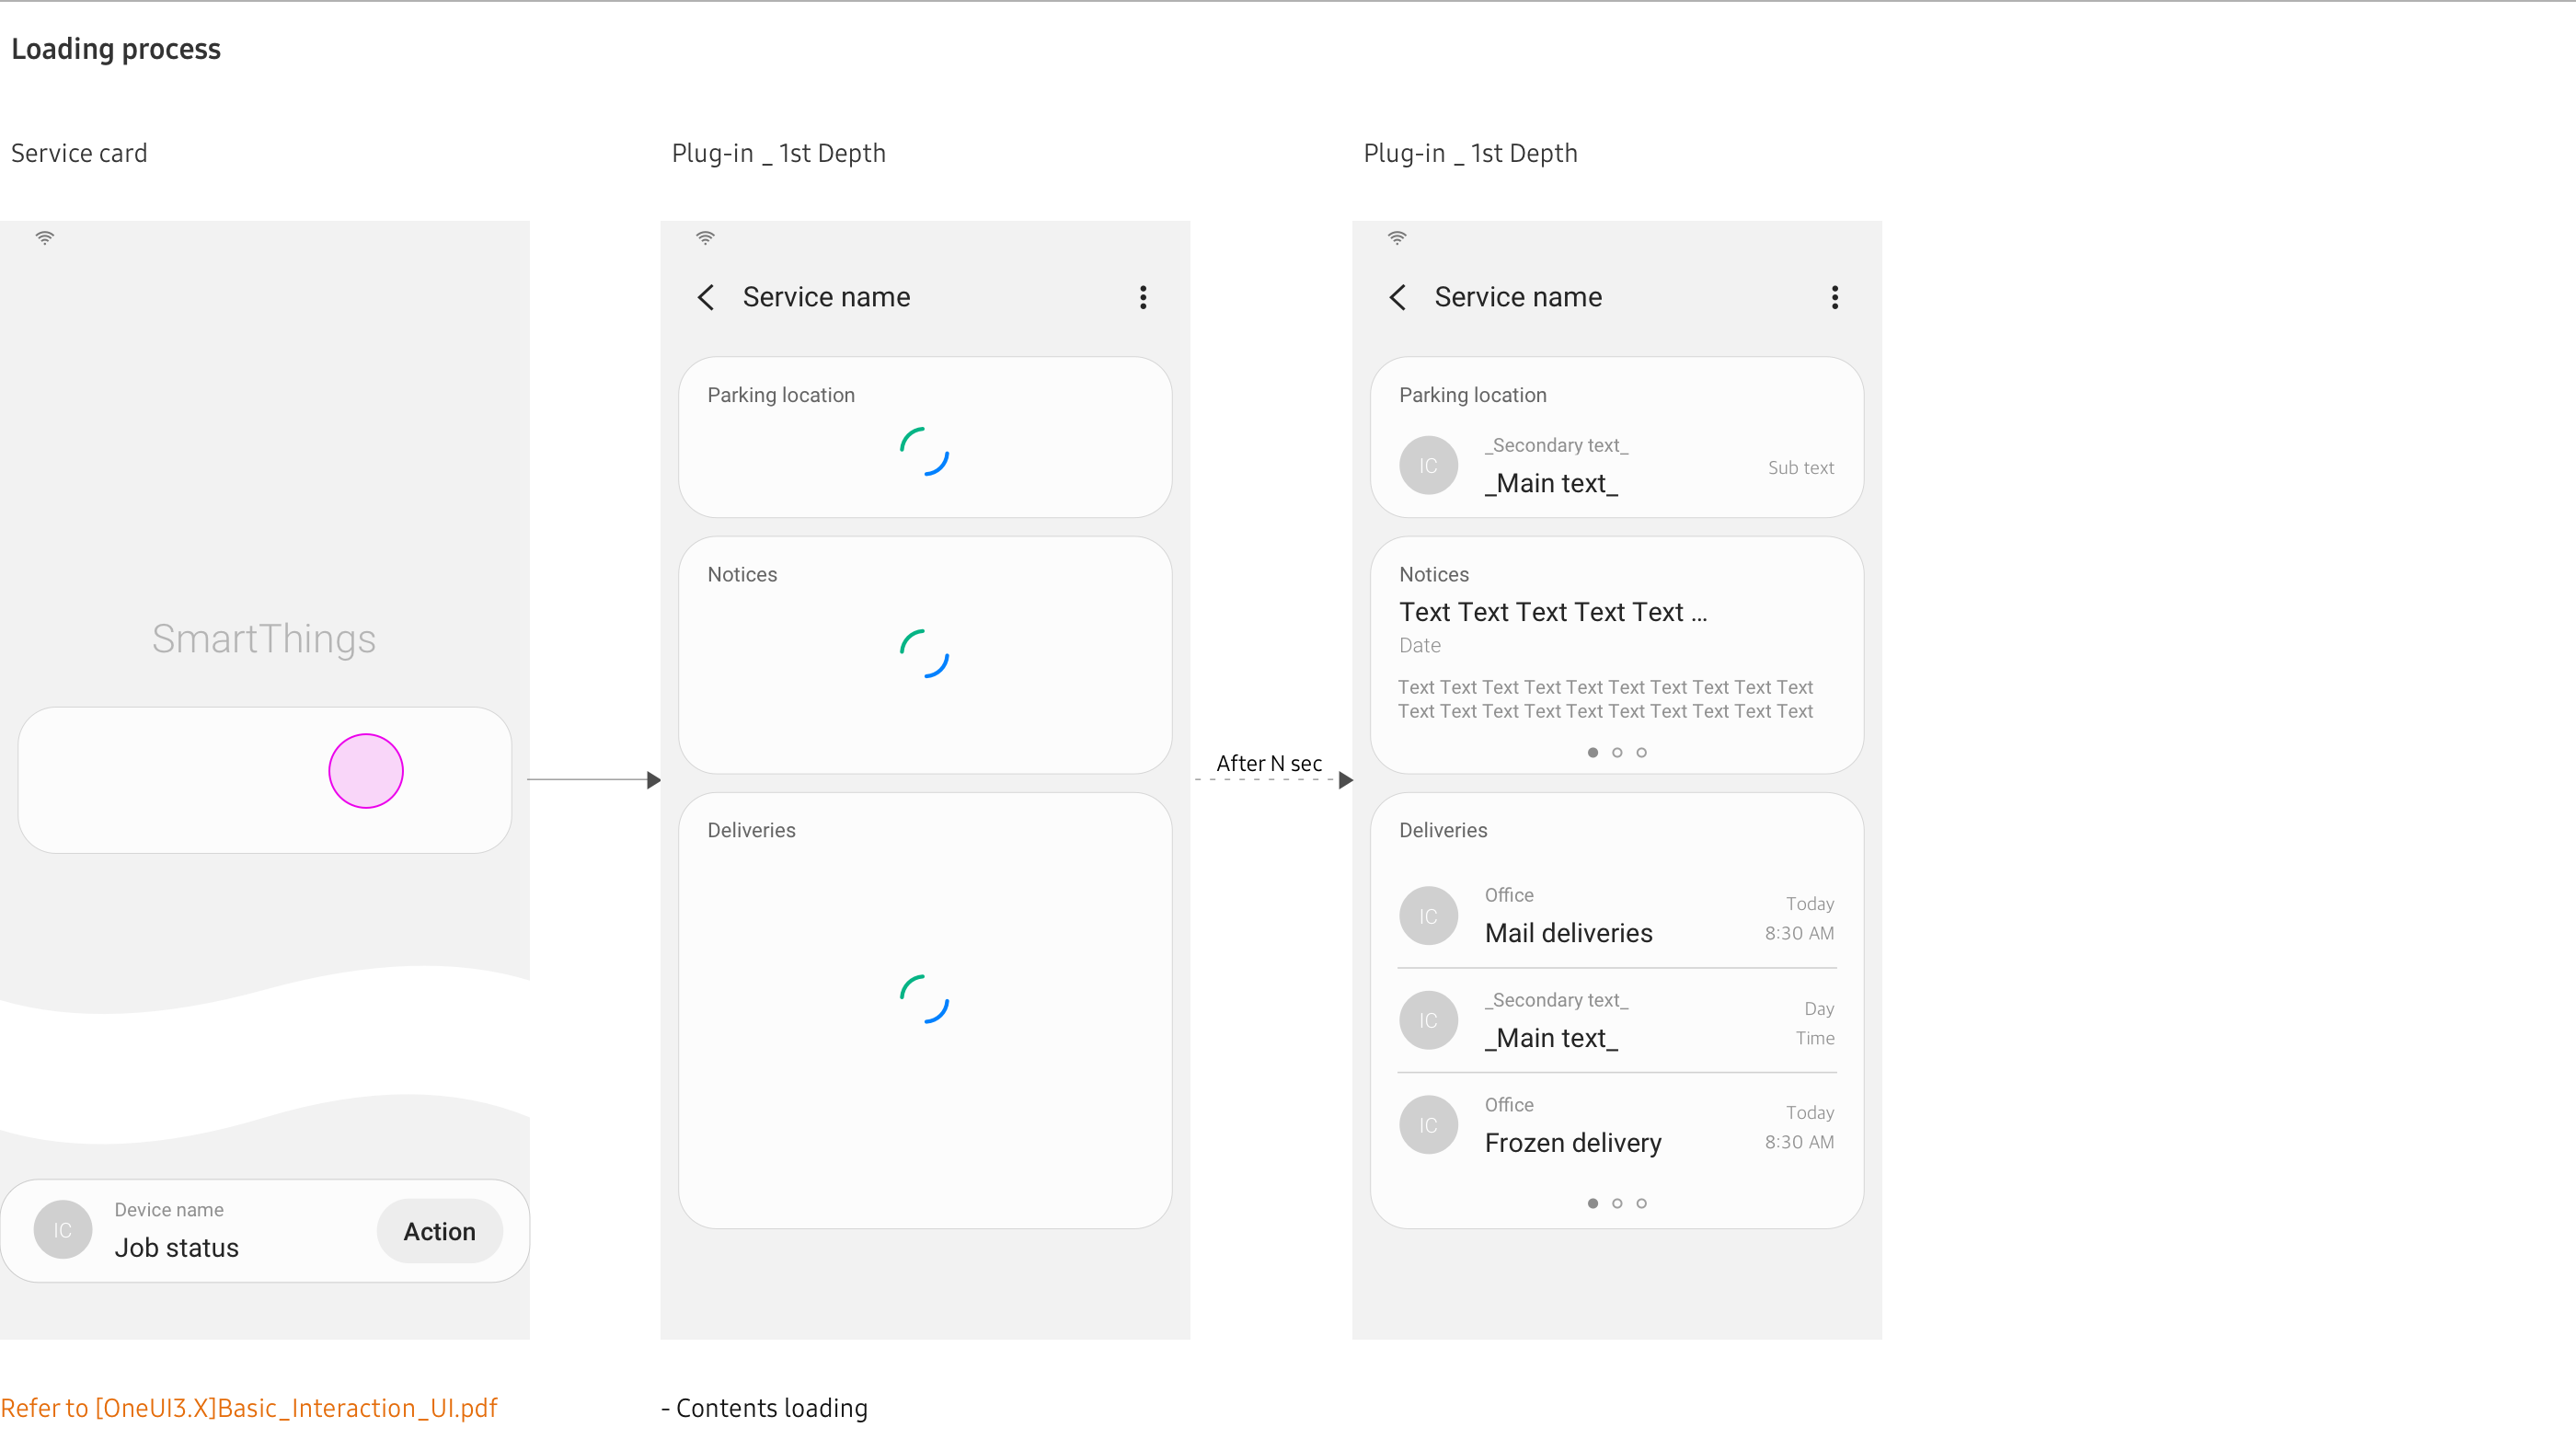 Loading process
Service card
SmartThings
IC
Device name
Job status
Action
Refer to [OneUI3.X]Basic_Interaction_UI.pdf
Plug-in _ 1st Depth
Service name
Parking location
Notices
Deliveries
- Contents loading
After N sec
Plug-in _ 1st Depth
Service name
Parking location
IC
_Secondary text_
_Main text_
Sub text
Notices
Text Text Text Text Text ...
Date
Text Text Text Text Text Text Text Text Text Text
Text Text Text Text Text Text Text Text Text Text
Deliveries
IC
Office
Mail deliveries
Today
8:30 AM
IC
_Secondary text_
_Main text_
Day
Time
IC
Office
Frozen delivery
Today
8:30 AM